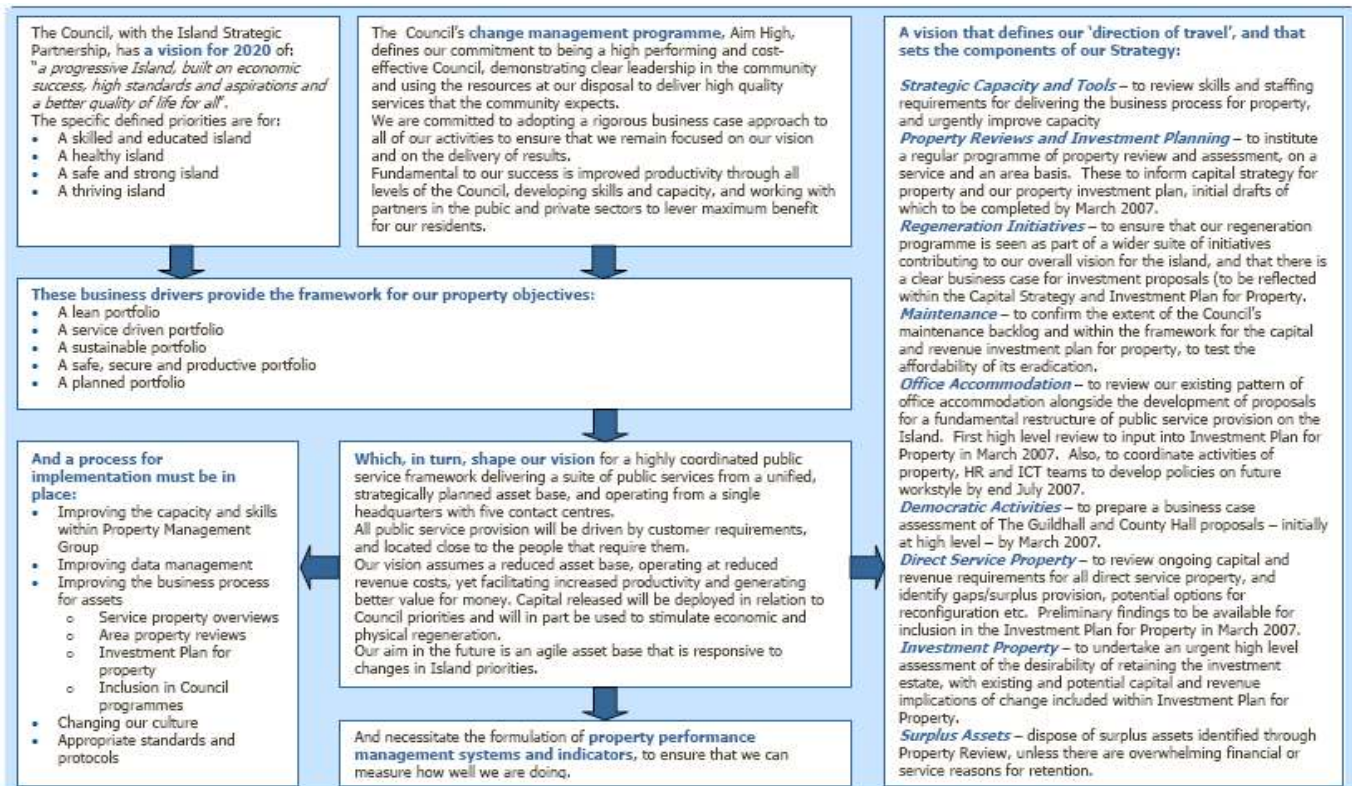 The Council, with the Island Strategic
Partnership, has a vision for 2020 of:
"a progressive Island, built on economic
success, high standards and aspirations and
a better quality of life for all".
The specific defined priorities are for:
• A skilled and educated island
• A healthy island
• A safe and strong island
• A thriving island
The Council's change management programme, Aim High,
defines our commitment to being a high performing and cost-
effective Council, demonstrating clear leadership in the community
and using the resources at our disposal to deliver high quality
services that the community expects.
We are committed to adopting a rigorous business case approach to
all of our activities to ensure that we remain focused on our vision
and on the delivery of results.
Fundamental to our success is improved productivity through all
levels of the Council, developing skills and capacity, and working with
partners in the pubic and private sectors to lever maximum benefit
for our residents.
These business drivers provide the framework for our property objectives:
• A lean portfolio
• A service driven portfolio
• A sustainable portfolio
• A safe, secure and productive portfolio
• A planned portfolio
And a process for
implementation must be in
place:
• Improving the capacity and skills
within Property Management
Group
• Improving data management
• Improving the business process
for assets
o Service property overviews
o Area property reviews
o Investment Plan for
property
o Inclusion in Council
programmes
• Changing our culture
• Appropriate standards and
protocols
Which, in turn, shape our vision for a highly coordinated public
service framework delivering a suite of public services from a unified,
strategically planned asset base, and operating from a single
headquarters with five contact centres.
All public service provision will be driven by customer requirements,
and located close to the people that require them.
Our vision assumes a reduced asset base, operating at reduced
revenue costs, yet facilitating increased productivity and generating
better value for money. Capital released will be deployed in relation to
Council priorities and will in part be used to stimulate economic and
physical regeneration.
Our aim in the future is an agile asset base that is responsive to
changes in Island priorities.
And necessitate the formulation of property performance
management systems and indicators, to ensure that we can
measure how well we are doing.
A vision that defines our 'direction of travel', and that
sets the components of our Strategy:
Strategic Capacity and Tools – to review skills and staffing
requirements for delivering the business process for property,
and urgently improve capacity
Property Reviews and Investment Planning – to institute
a regular programme of property review and assessment, on a
service and an area basis. These to inform capital strategy for
property and our property investment plan, initial drafts of
which to be completed by March 2007.
Regeneration Initiatives – to ensure that our regeneration
programme is seen as part of a wider suite of initiatives
contributing to our overall vision for the island, and that there is
a clear business case for investment proposals (to be reflected
within the Capital Strategy and Investment Plan for Property.
Maintenance – to confirm the extent of the Council's
maintenance backlog and within the framework for the capital
and revenue investment plan for property, to test the
affordability of its eradication.
Office Accommodation – to review our existing pattern of
office accommodation alongside the development of proposals
for a fundamental restructure of public service provision on the
Island. First high level review to input into Investment Plan for
Property in March 2007. Also, to coordinate activities of
property, HR and ICT teams to develop policies on future
workstyle by end July 2007.
Democratic Activities – to prepare a business case
assessment of The Guildhall and County Hall proposals – initially
at high level – by March 2007.
Direct Service Property – to review ongoing capital and
revenue requirements for all direct service property, and
identify gaps/surplus provision, potential options for
reconfiguration etc. Preliminary findings to be available for
inclusion in the Investment Plan for Property in March 2007.
Investment Property – to undertake an urgent high level
assessment of the desirability of retaining the investment
estate, with existing and potential capital and revenue
implications of change included within Investment Plan for
Property.
Surplus Assets – dispose of surplus assets identified through
Property Review, unless there are overwhelming financial or
service reasons for retention.